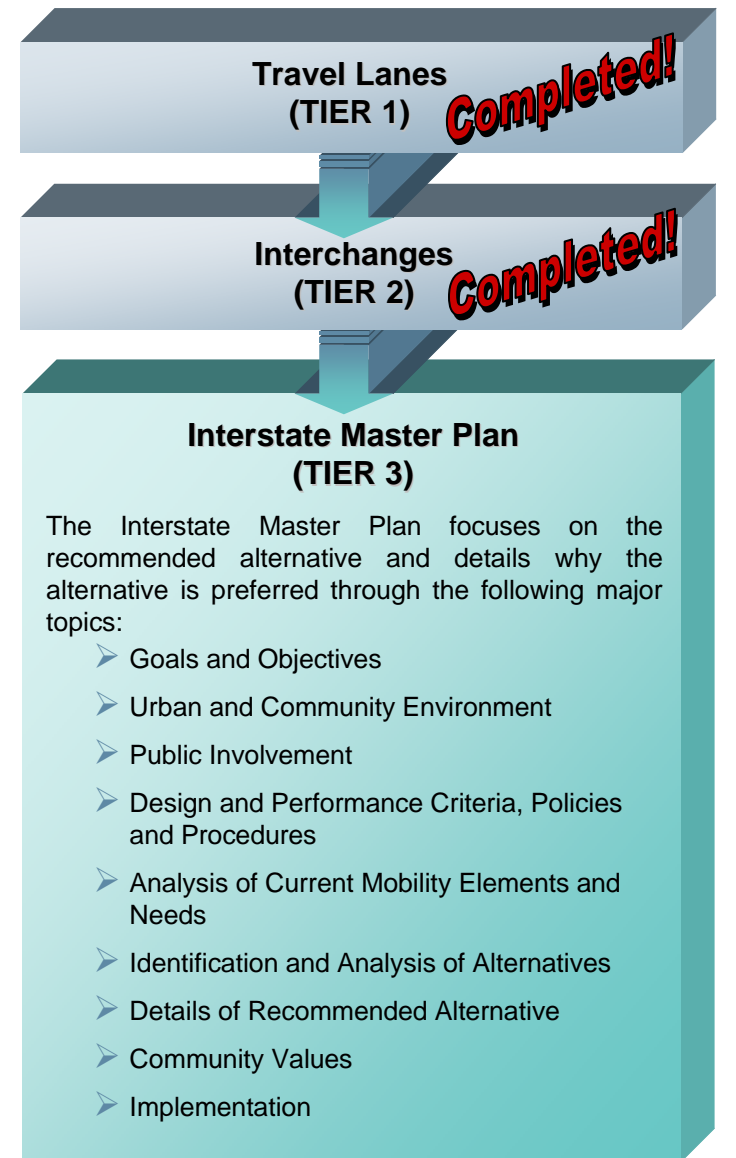 Travel Lanes
(TIER 1)
Completed!
Interchanges
(TIER 2)
Completed!
Interstate Master Plan
(TIER 3)
The Interstate Master Plan focuses on the
recommended alternative and details why the
alternative is preferred through the following major
topics:
Goals and Objectives
Urban and Community Environment
Public Involvement
Design and Performance Criteria, Policies
and Procedures
Analysis of Current Mobility Elements and
Needs
Identification and Analysis of Alternatives
Details of Recommended Alternative
Community Values
Implementation